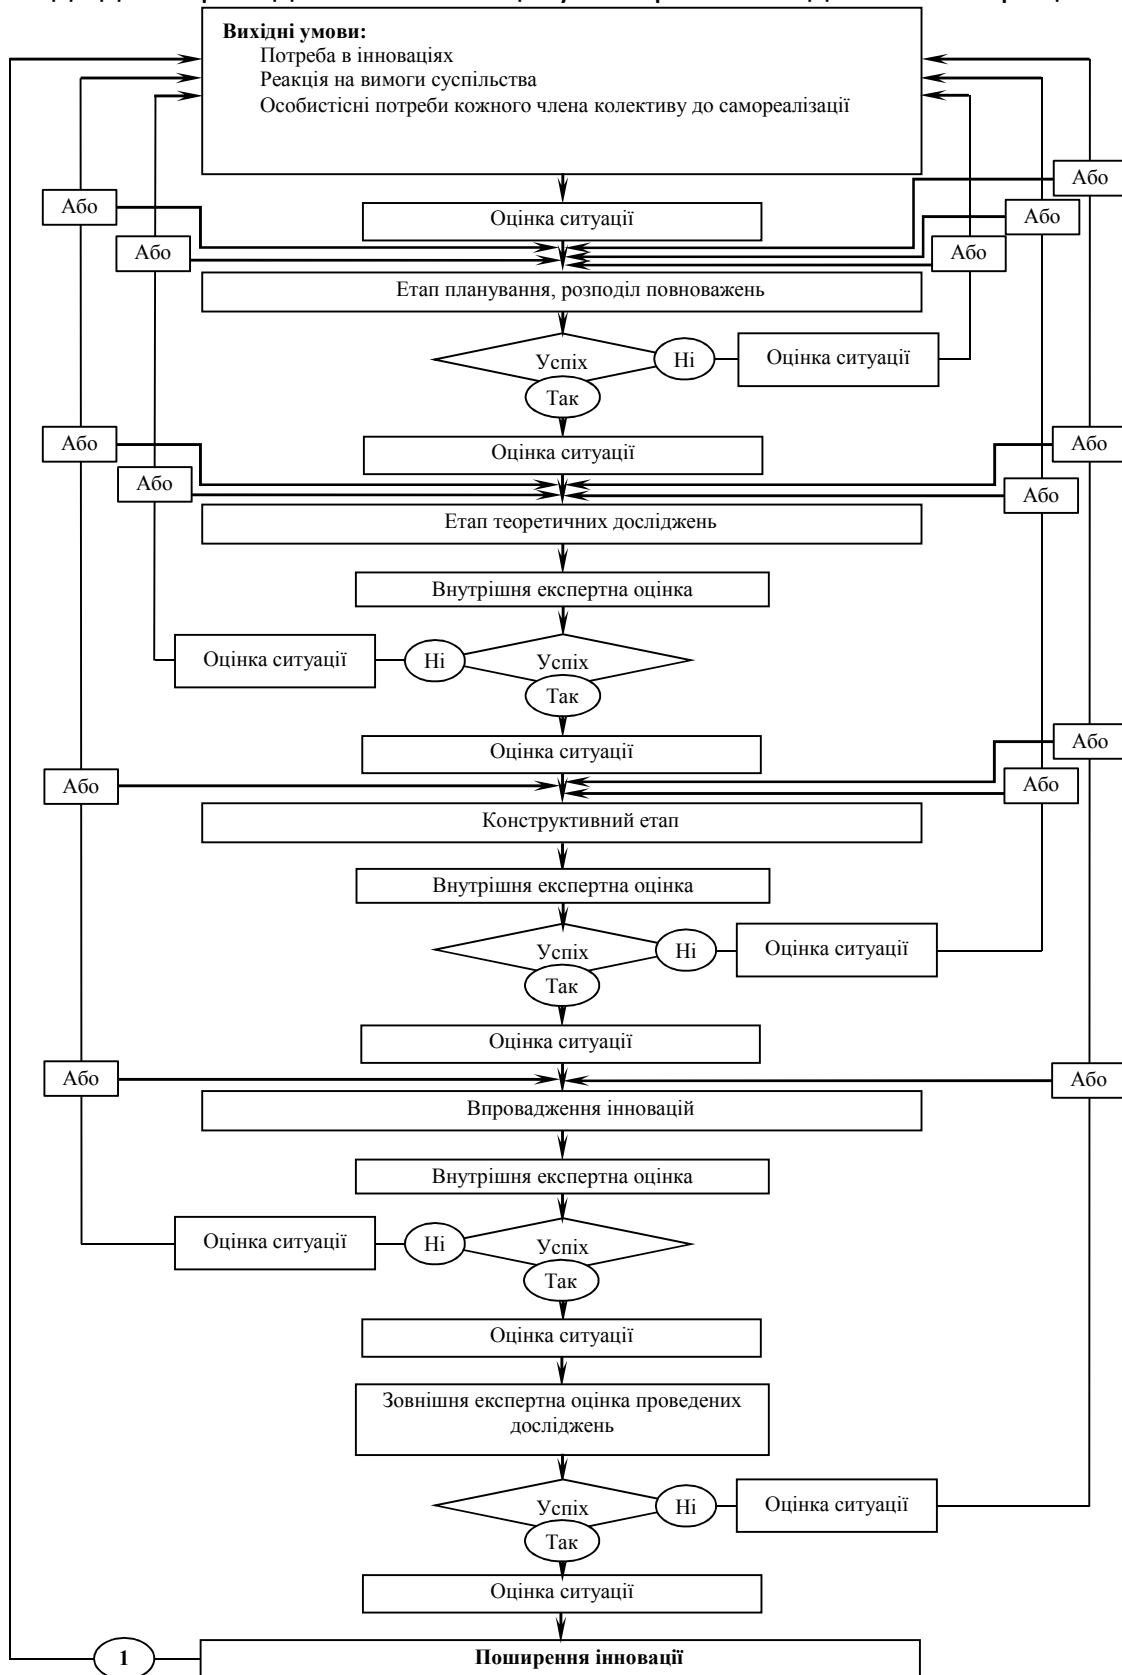 Вихідні умови:
Потреба в інноваціях
Реакція на вимоги суспільства
Особистісні потреби кожного члена колективу до самореалізації
Або
Або
Оцінка ситуації
Або
Або
Або
Етап планування, розподіл повноважень
Успіх
Ні
Оцінка ситуації
Так
Або
Оцінка ситуації
Або
Або
Або
Етап теоретичних досліджень
Внутрішня експертна оцінка
Оцінка ситуації
Ні
Успіх
Так
Оцінка ситуації
Або
Або
Або
Конструктивний етап
Внутрішня експертна оцінка
Успіх
Ні
Оцінка ситуації
Так
Оцінка ситуації
Або
Або
Впровадження інновацій
Внутрішня експертна оцінка
Оцінка ситуації
Ні
Успіх
Так
Оцінка ситуації
Зовнішня експертна оцінка проведених
досліджень
Успіх
Ні
Оцінка ситуації
Так
Оцінка ситуації
1
Поширення інновації